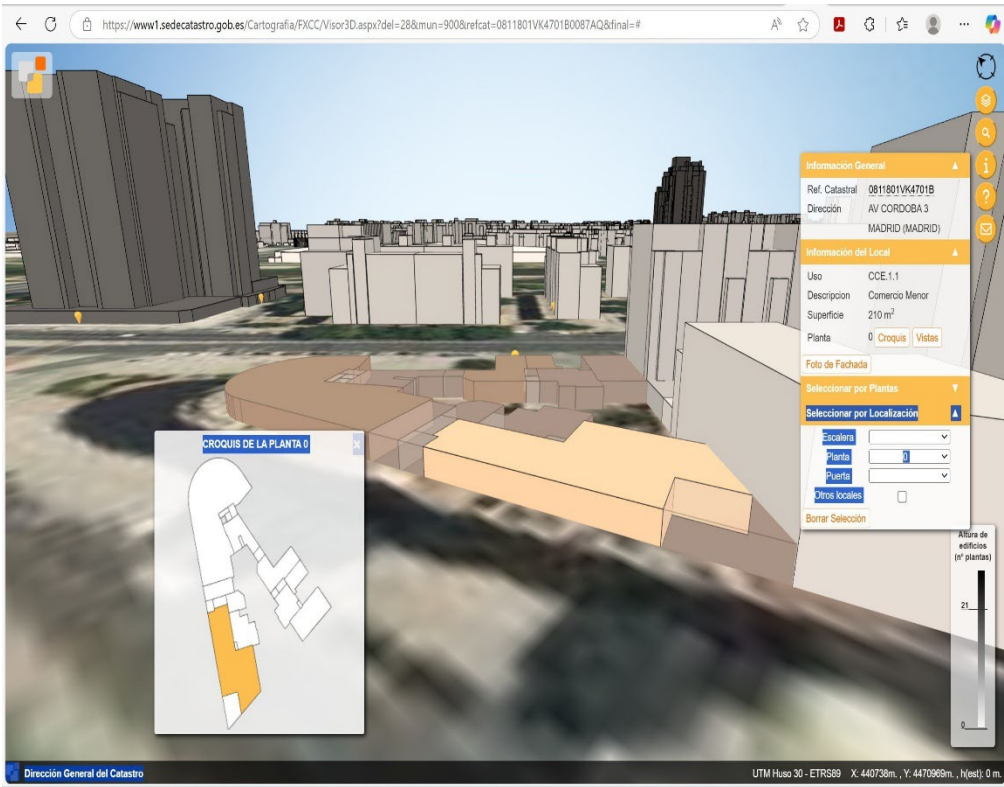 https://www1.sedecatastro.gob.es/Cartografia/FXCC/Visor3D.aspx?del=28&mun=900&refcat=0811801VK4701B0087AQ&final=#
Información General
Ref. Catastral 0811801VK4701B
Dirección AV CORDOBA 3
MADRID (MADRID)
Información del Local
Uso CCE.1.1
Descripcion Comercio Menor
Superficie 210 m²
Planta 0 Croquis Vistas
Foto de Fachada
Seleccionar por Plantas
Seleccionar por Localización
Escalera
Planta 0
Puerta
Otros locales
Borrar Selección
CROQUIS DE LA PLANTA 0 x
Altura de
edificios
(nº plantas)
21
0
Dirección General del Catastro
UTM Huso 30 - ETRS89 X: 440738m. , Y: 4470969m. , h(est): 0 m.